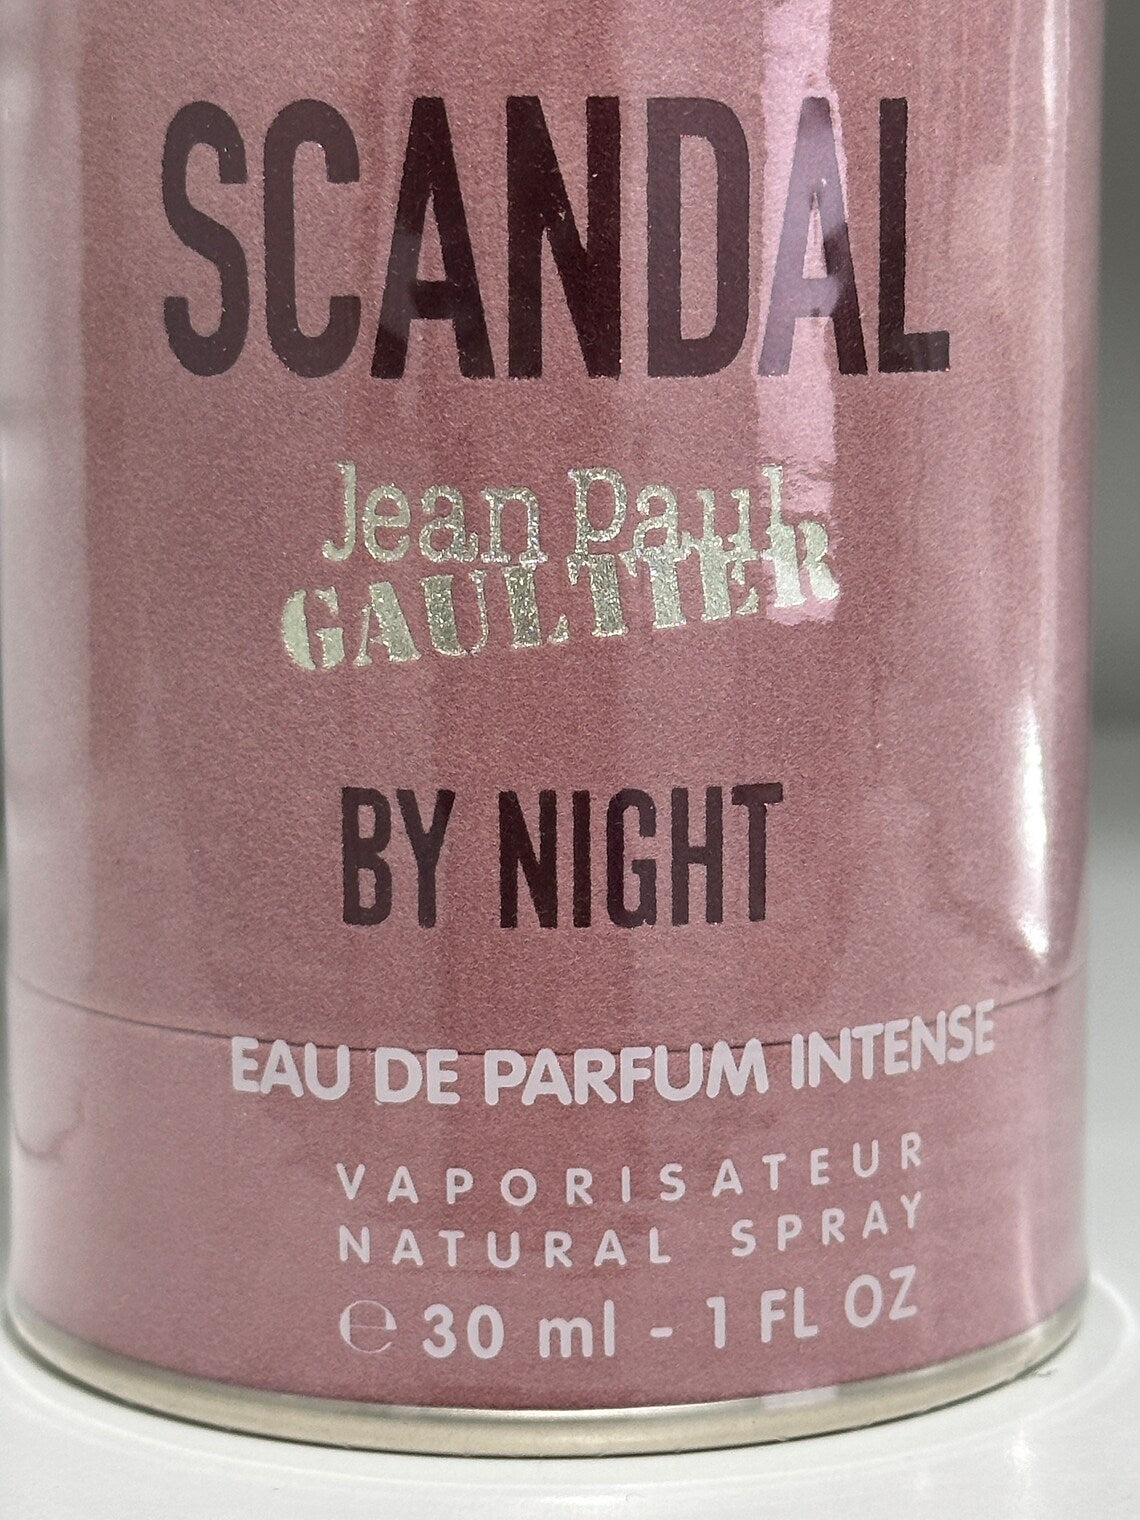 SCANDAL
Jean Paul
GAULTIER
BY NIGHT
EAU DE PARFUM INTENSE
VAPORISATEUR
NATURAL SPRAY
℮ 30 ml - 1 FL OZ